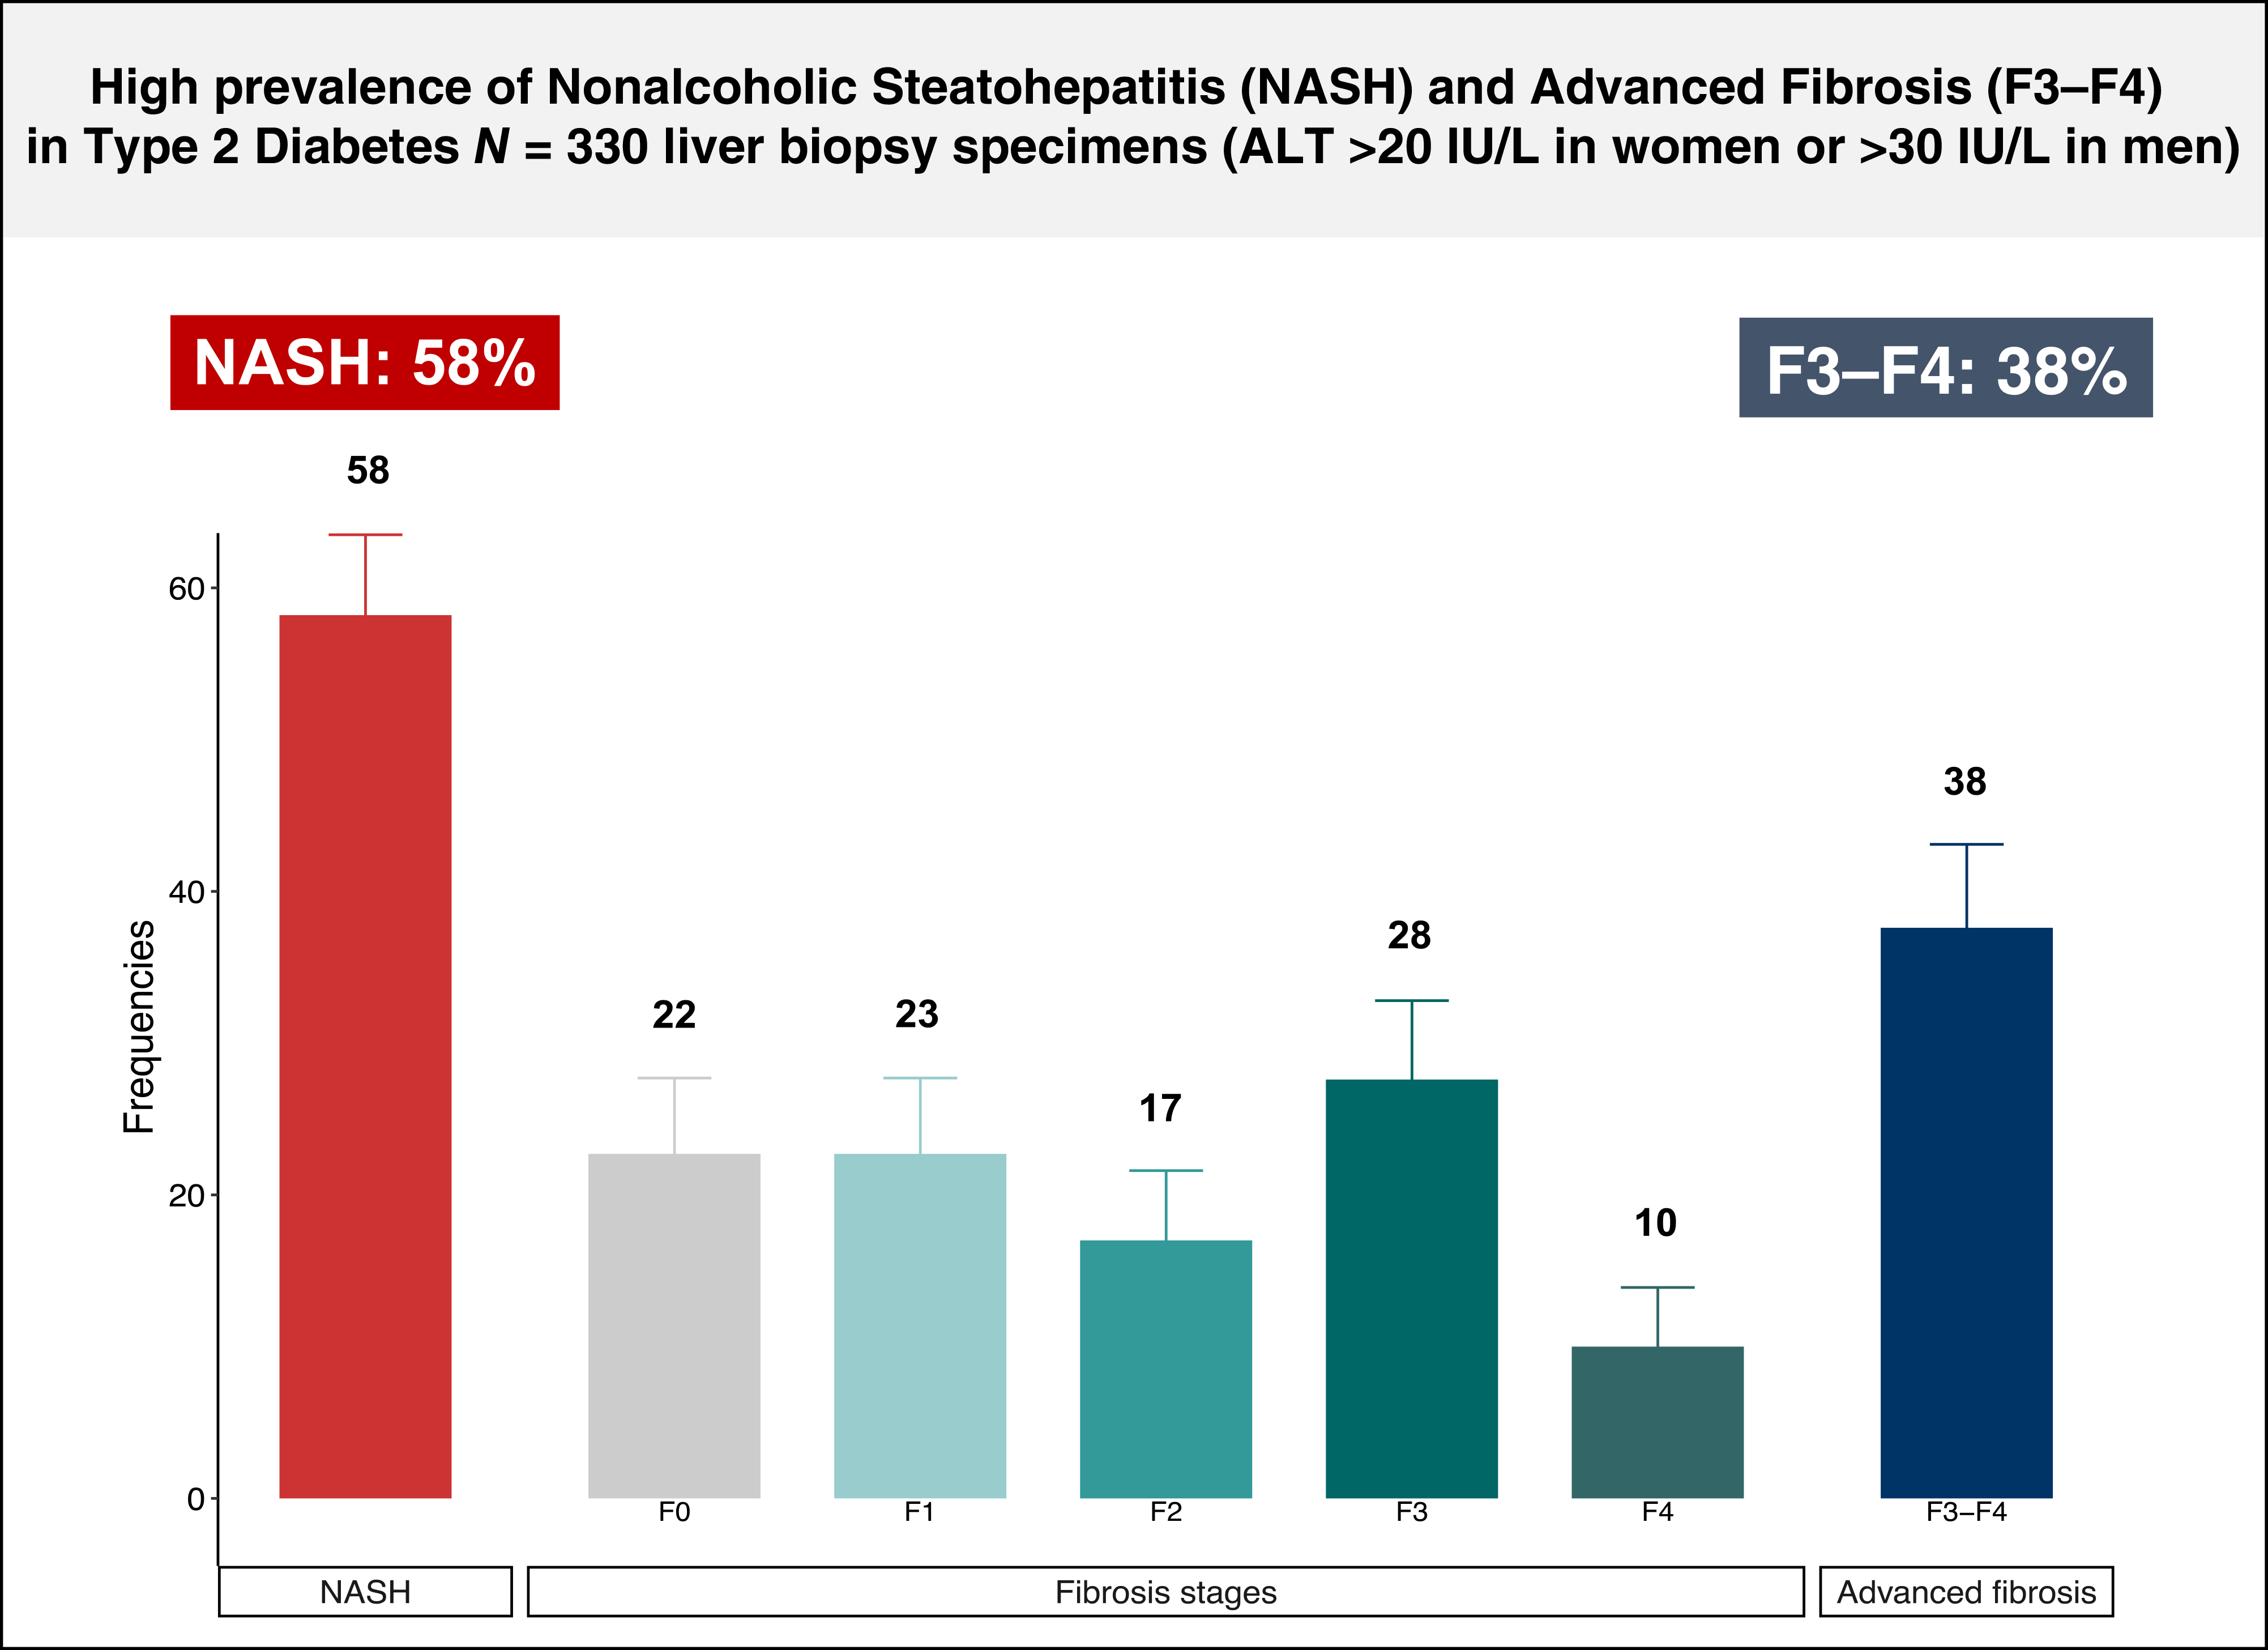 High prevalence of Nonalcoholic Steatohepatitis (NASH) and Advanced Fibrosis (F3–F4)
in Type 2 Diabetes N = 330 liver biopsy specimens (ALT >20 IU/L in women or >30 IU/L in men)
NASH: 58%
F3–F4: 38%
58
60
40
20
0
Frequencies
22
23
17
28
10
38
F0
F1
F2
F3
F4
F3–F4
NASH
Fibrosis stages
Advanced fibrosis